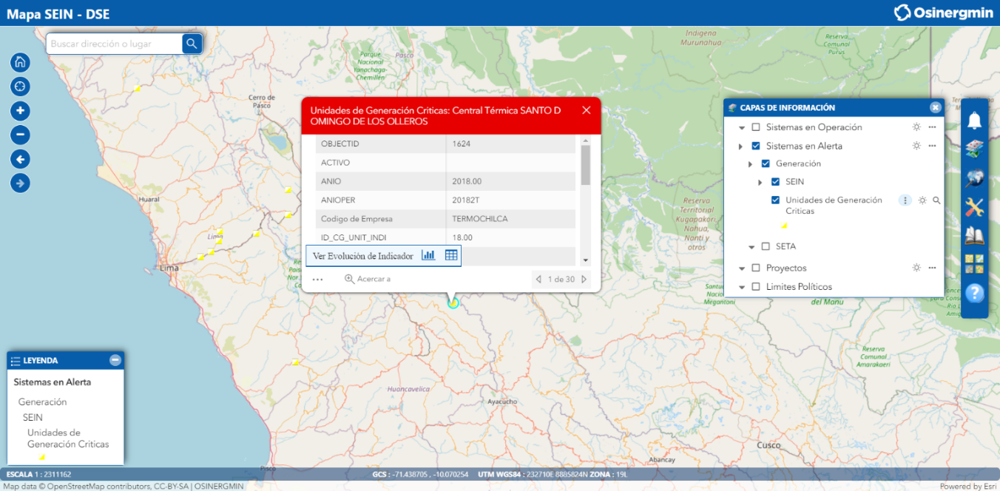 Mapa SEIN - DSE
Osinergmin
Buscar dirección o lugar
Indigena
Murunahua
Reserva
Comunal
Purús
Parque
Nacional
Yanachaga-
Chemillén
Pasco
Cerro de
Pasco
Huaral
Lima
Lima
Unidades de Generación Criticas: Central Térmica SANTO D
OMINGO DE LOS OLLEROS
OBJECTID 1624
ACTIVO
ANIO 2018.00
ANIOPER 20182T
Codigo de Empresa TERMOCHILCA
ID_CG_UNIT_INDI 18.00
Ver Evolución de Indicador
Acercar a
1 de 30
CAPAS DE INFORMACIÓN
Sistemas en Operación
Sistemas en Alerta
Generación
SEIN
Unidades de Generación
Criticas
SETA
Proyectos
Limites Políticos
Reserva
Territorial
Kugapakori,
Nahua,
Nanti y
otros
Megantoni
del Manu
Reserva
Comunal
Amarakaeri
Huancavelica
Ayacucho
Cusco
Abancay
Pisco
LEYENDA
Sistemas en Alerta
Generación
SEIN
Unidades de
Generación Criticas
ESCALA 1 : 2311162
GCS : -71.438705 , -10.070254 UTM WGS84 : 232710E 8885824N ZONA : 19L
Map data © OpenStreetMap contributors, CC-BY-SA | OSINERGMIN
Powered by Esri